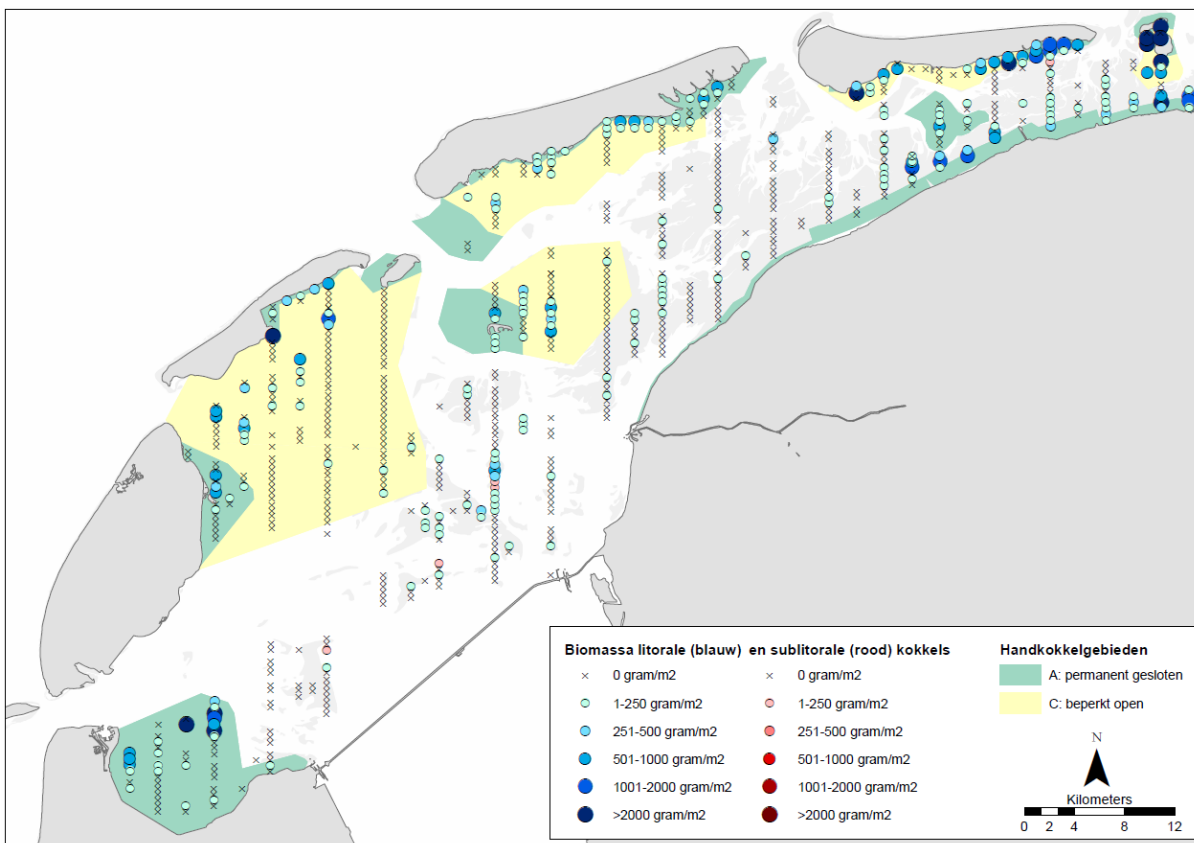 Biomassa litorale (blauw) en sublitorale (rood) kokkels
0 gram/m2 0 gram/m2
1-250 gram/m2 1-250 gram/m2
251-500 gram/m2 251-500 gram/m2
501-1000 gram/m2 501-1000 gram/m2
1001-2000 gram/m2 1001-2000 gram/m2
>2000 gram/m2 >2000 gram/m2
Handkokkelgebieden
A: permanent gesloten
C: beperkt open
N
Kilometers
0 2 4 8 12